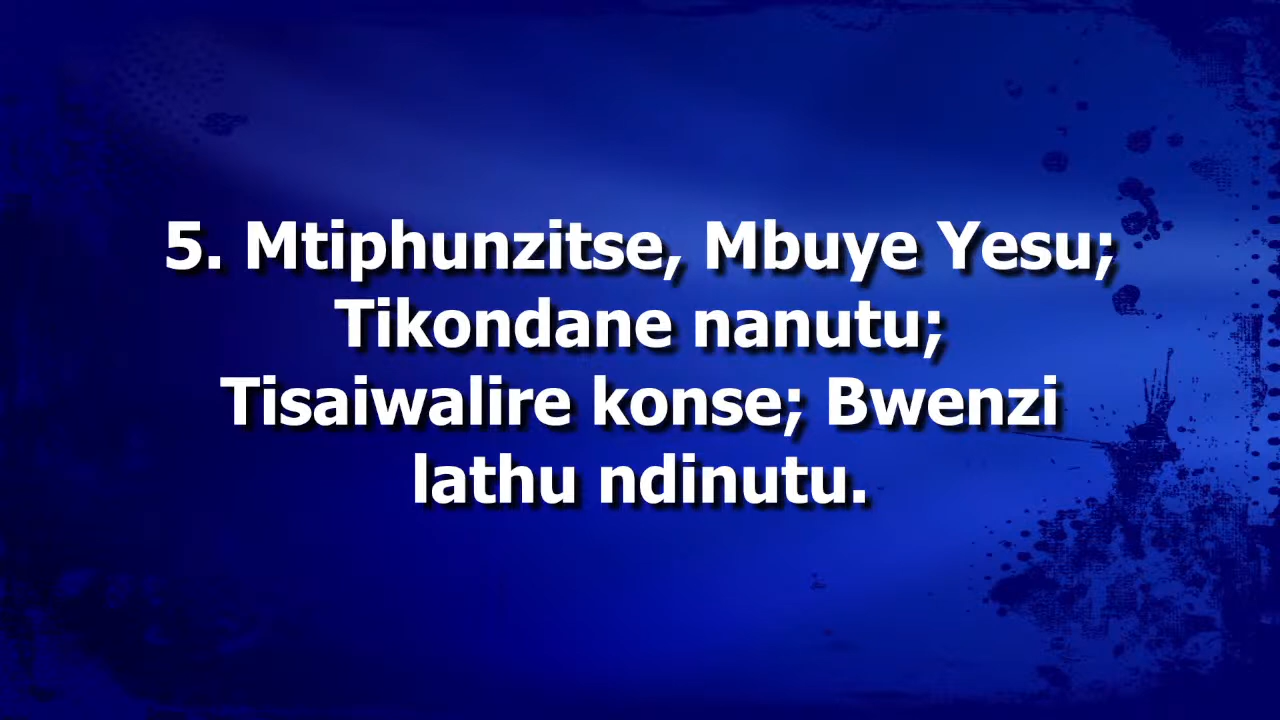 5. Mtiphunzitse, Mbuye Yesu;
Tikondane nanutu;
Tisaiwalire konse; Bwenzi
lathu ndinutu.